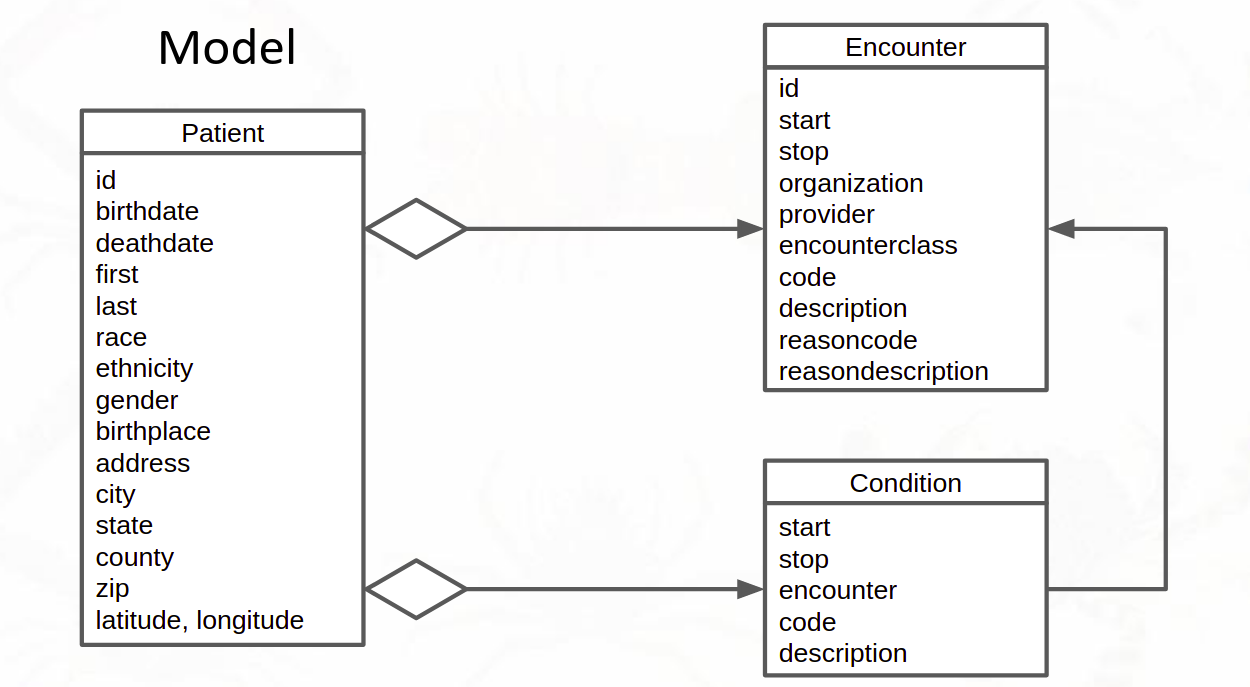 Model
Patient
id
birthdate
deathdate
first
last
race
ethnicity
gender
birthplace
address
city
state
county
zip
latitude, longitude
Encounter
id
start
stop
organization
provider
encounterclass
code
description
reasoncode
reasondescription
Condition
start
stop
encounter
code
description